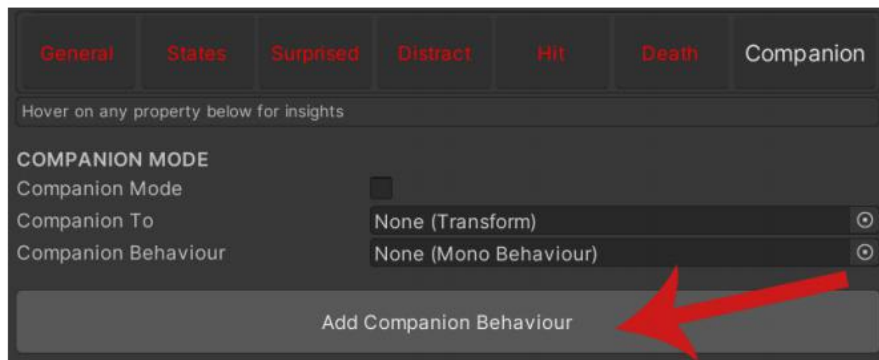 General States Surprised Distract Hit Death Companion
Hover on any property below for insights
COMPANION MODE
Companion Mode
Companion To None (Transform)
Companion Behaviour None (Mono Behaviour)
Add Companion Behaviour